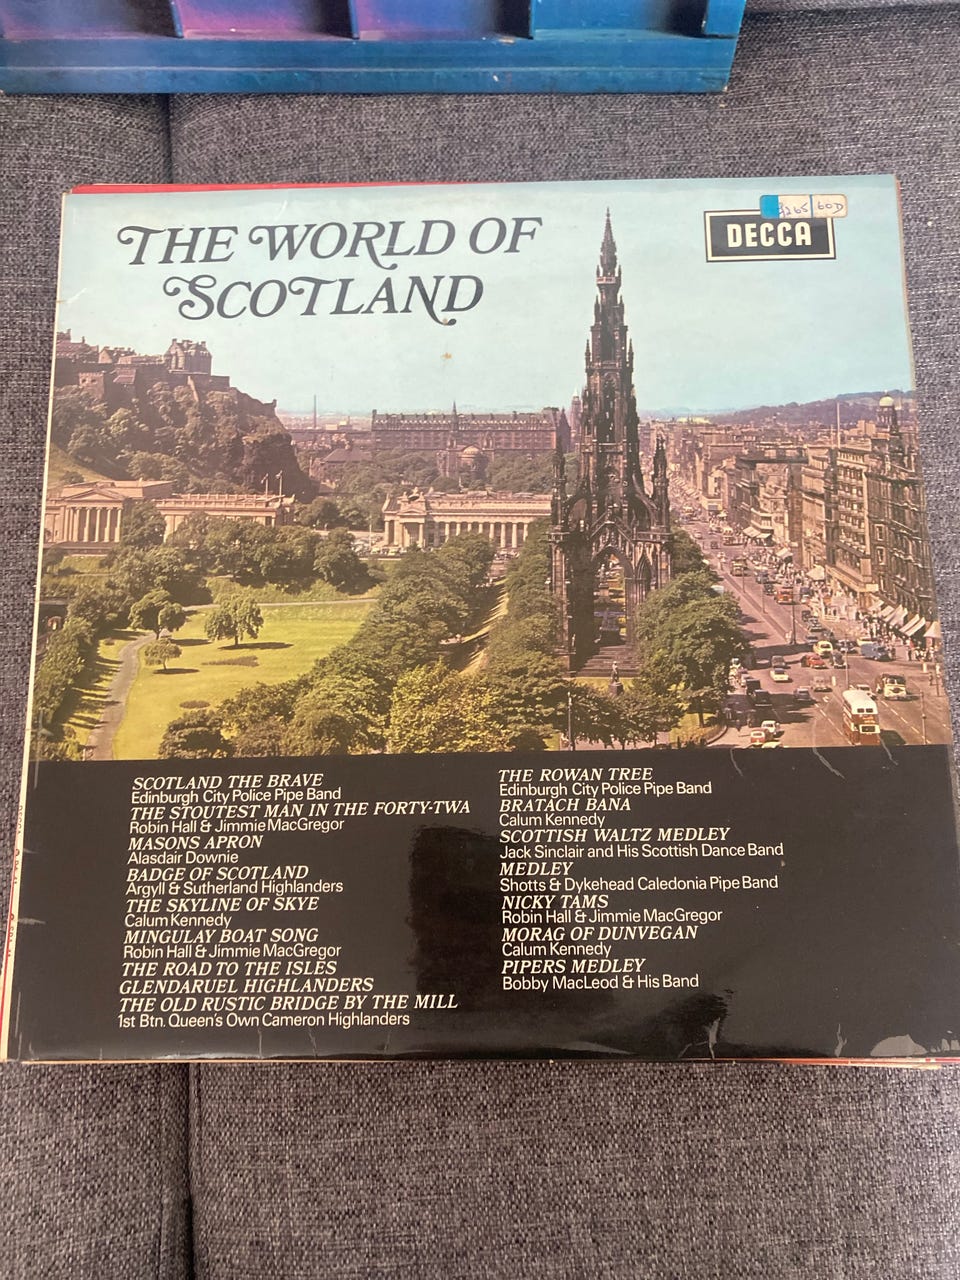 THE WORLD OF
SCOTLAND
DECCA
60D
SCOTLAND THE BRAVE
Edinburgh City Police Pipe Band
THE STOUTEST MAN IN THE FORTY-TWA
Robin Hall & Jimmie MacGregor
MASONS APRON
Alasdair Downie
BADGE OF SCOTLAND
Argyll & Sutherland Highlanders
THE SKYLINE OF SKYE
Calum Kennedy
MINGULAY BOAT SONG
Robin Hall & Jimmie MacGregor
THE ROAD TO THE ISLES
GLENDARUEL HIGHLANDERS
THE OLD RUSTIC BRIDGE BY THE MILL
1st Btn. Queen's Own Cameron Highlanders
THE ROWAN TREE
Edinburgh City Police Pipe Band
BRATACH BANA
Calum Kennedy
SCOTTISH WALTZ MEDLEY
Jack Sinclair and His Scottish Dance Band
MEDLEY
Shotts & Dykehead Caledonia Pipe Band
NICKY TAMS
Robin Hall & Jimmie MacGregor
MORAG OF DUNVEGAN
Calum Kennedy
PIPERS MEDLEY
Bobby MacLeod & His Band